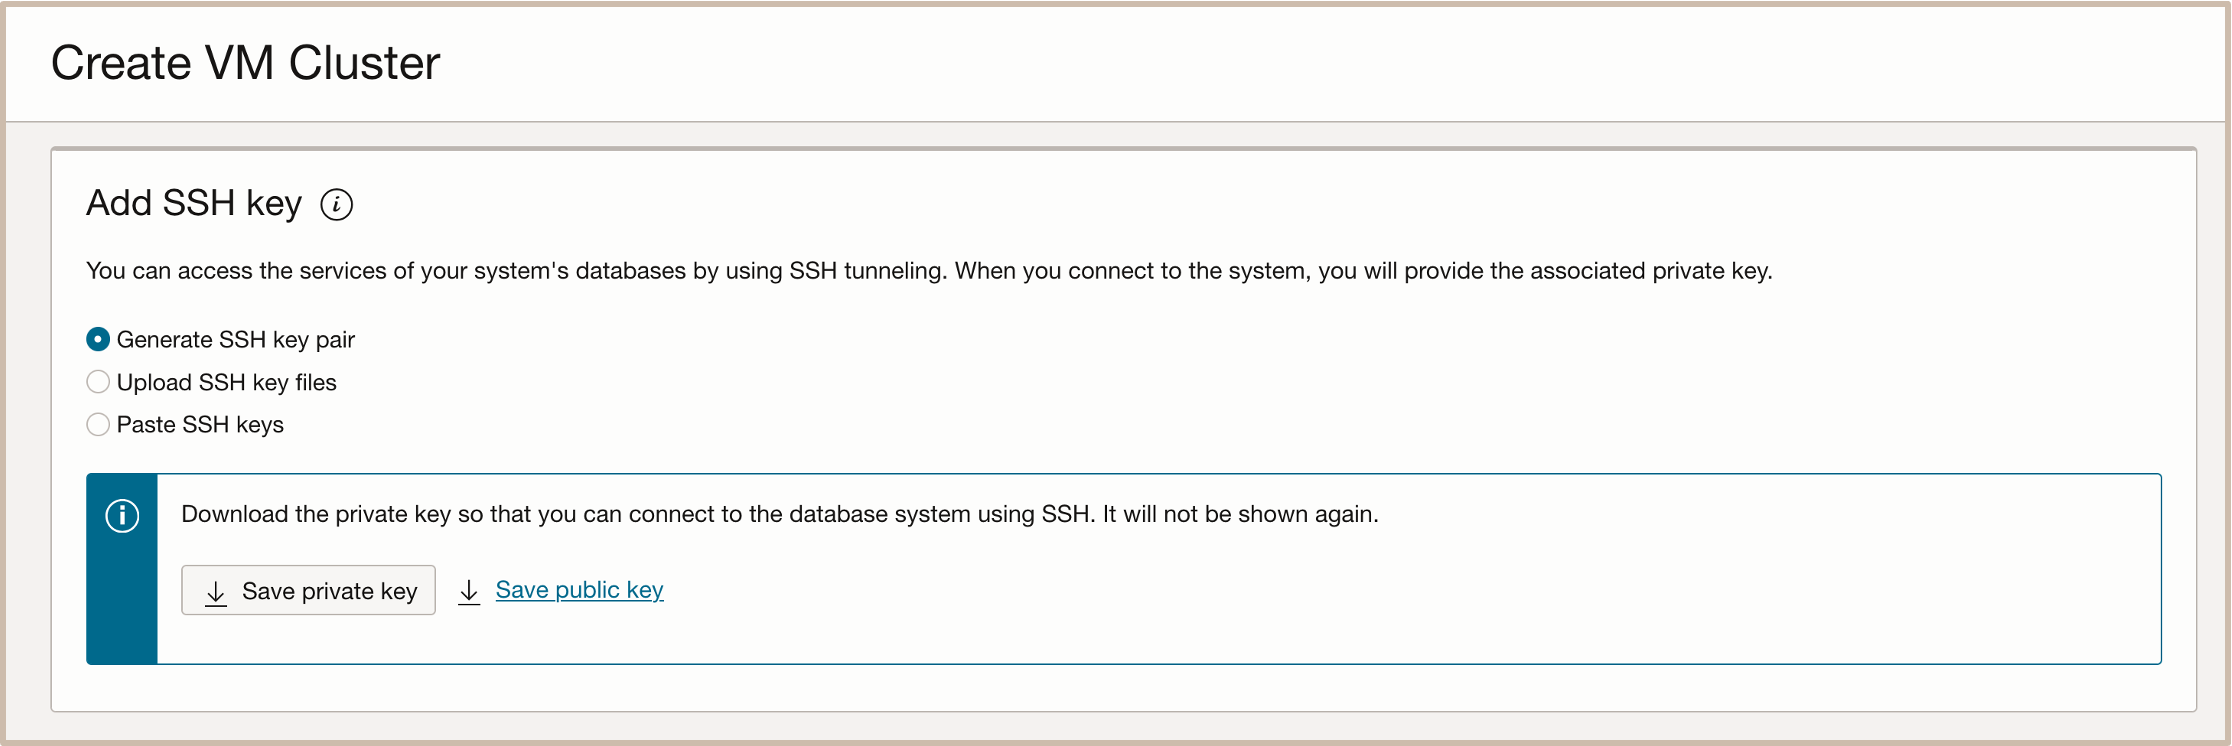 Create VM Cluster
Add SSH key
You can access the services of your system's databases by using SSH tunneling. When you connect to the system, you will provide the associated private key.
Generate SSH key pair
Upload SSH key files
Paste SSH keys
Download the private key so that you can connect to the database system using SSH. It will not be shown again.
Save private key Save public key